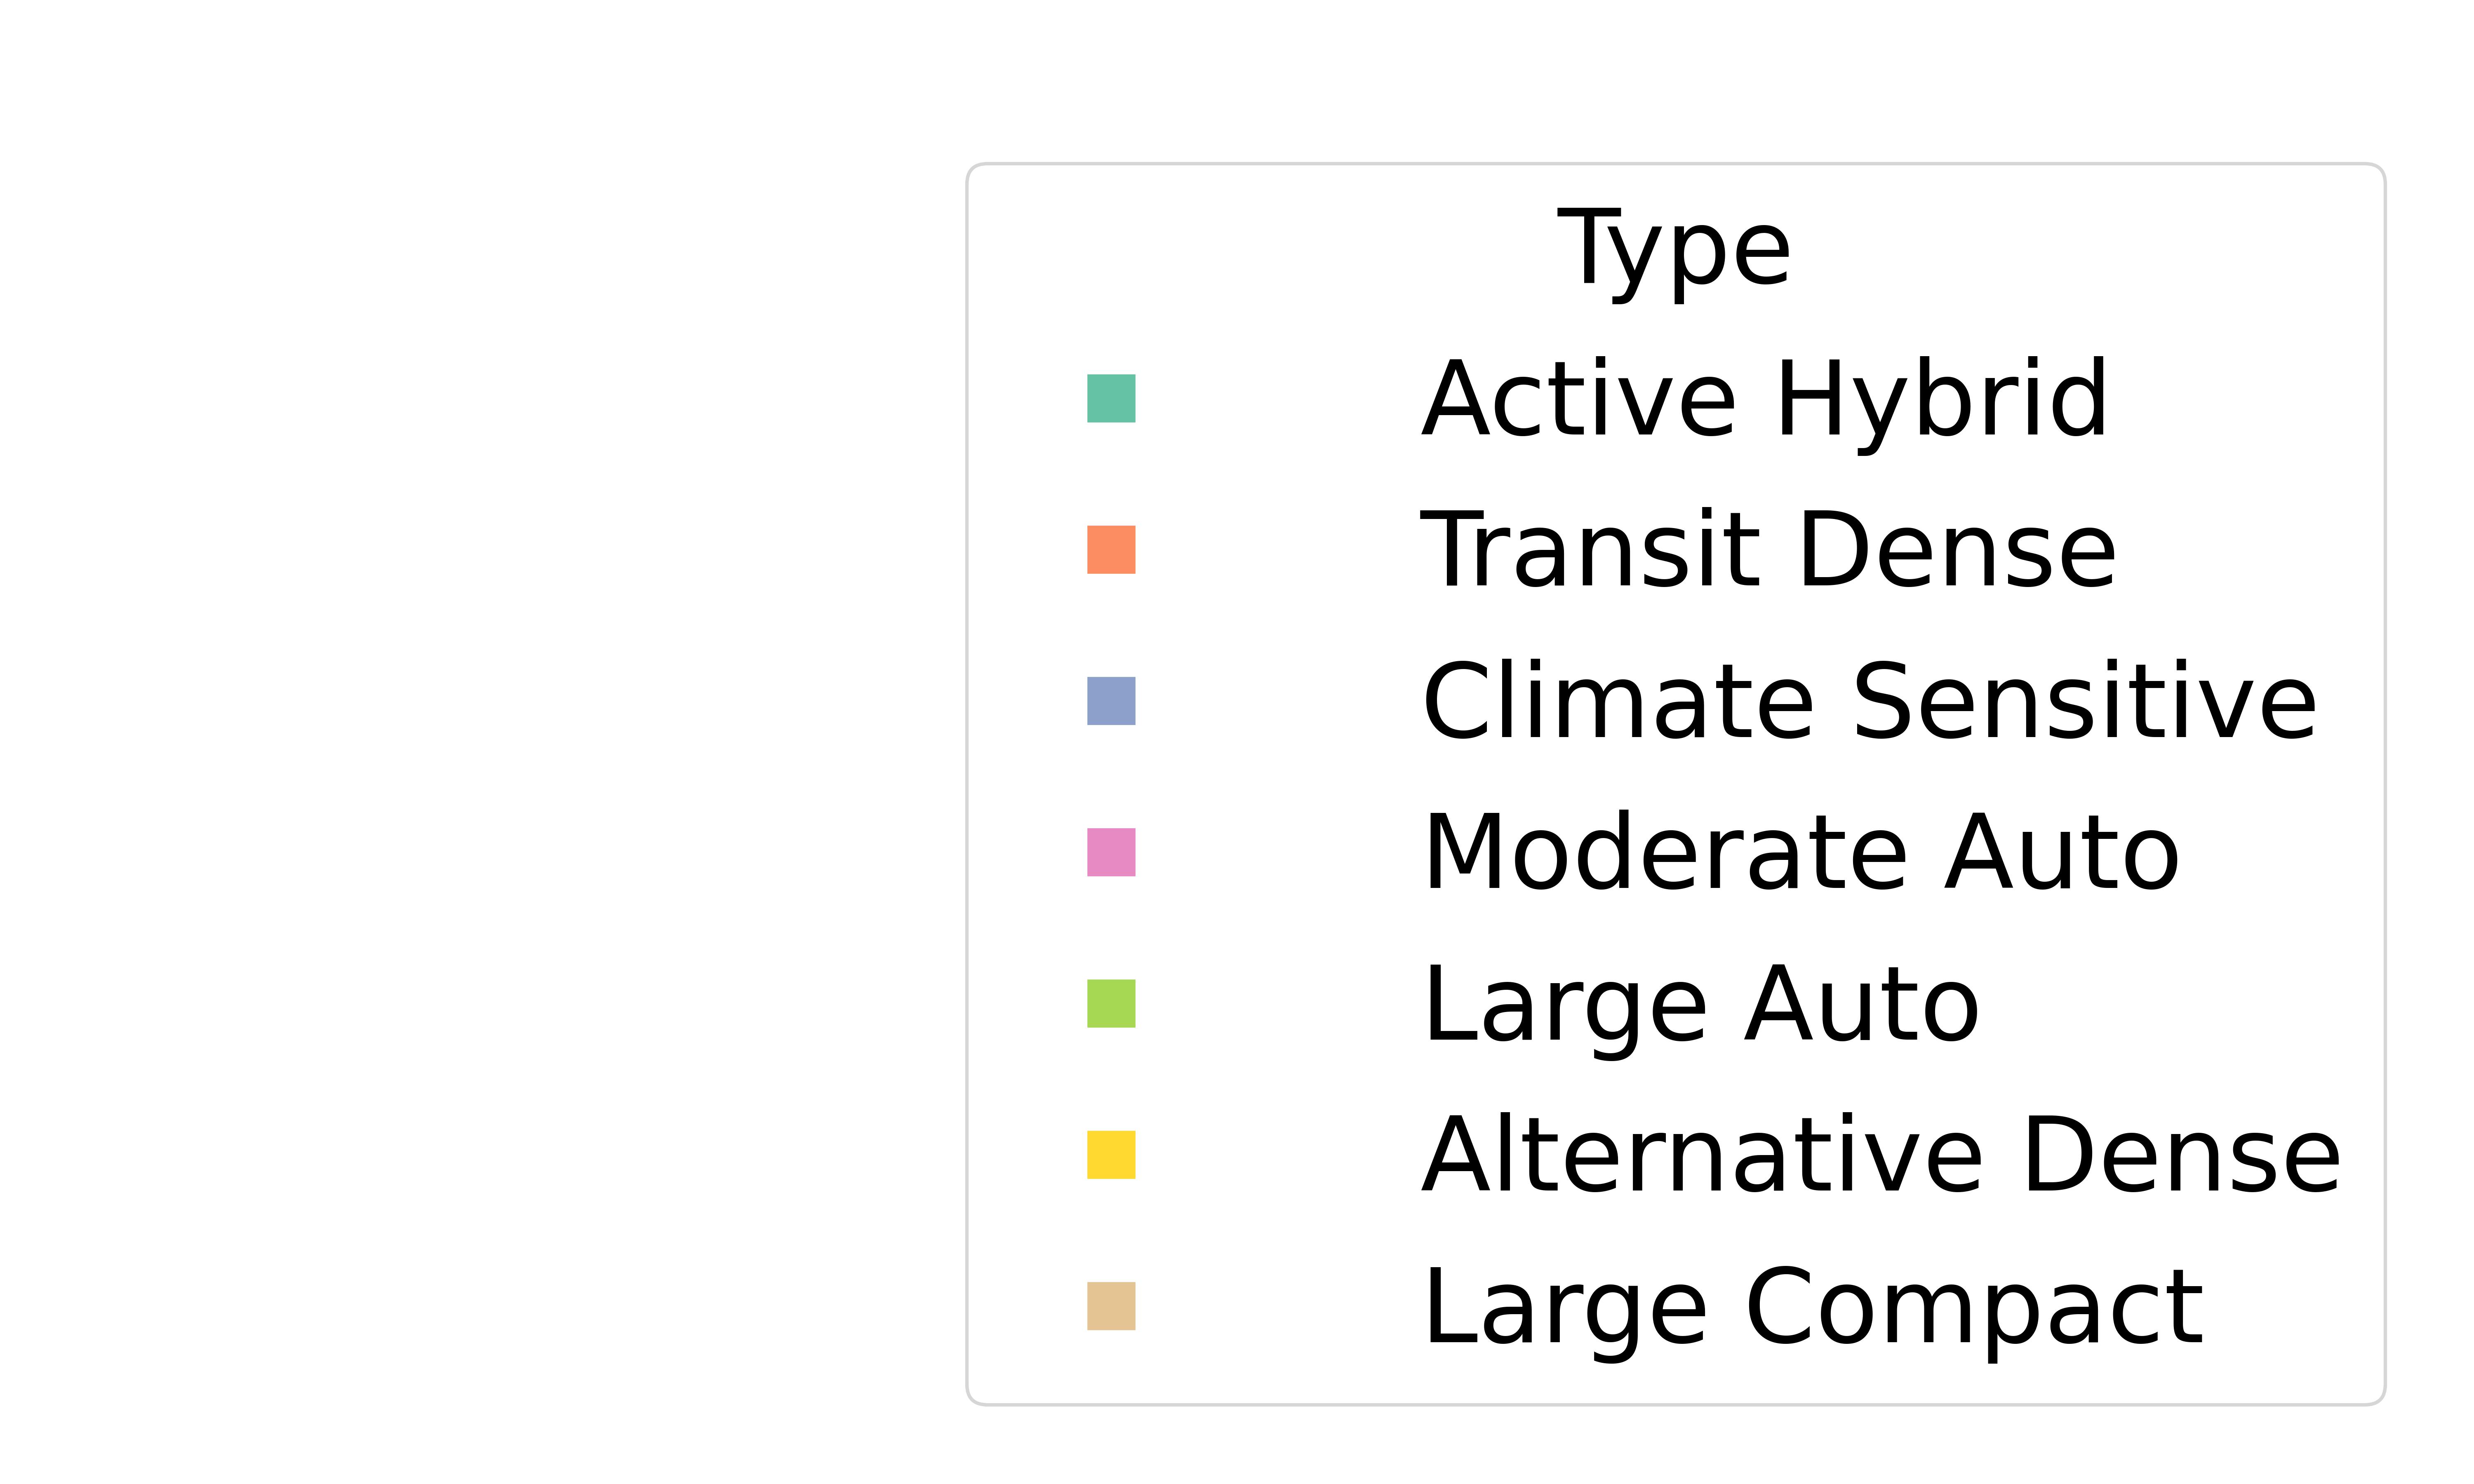 Type
Active Hybrid
Transit Dense
Climate Sensitive
Moderate Auto
Large Auto
Alternative Dense
Large Compact